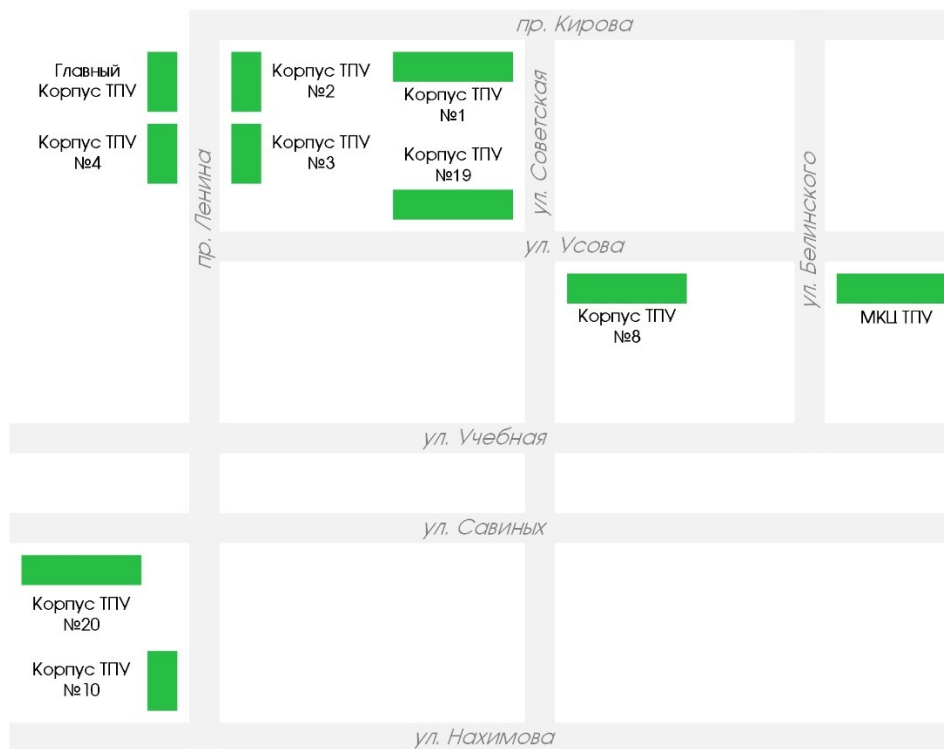 пр. Кирова
Главный
Корпус ТПУ
Корпус ТПУ
№2
Корпус ТПУ
№1
Корпус ТПУ
№4
Корпус ТПУ
№3
Корпус ТПУ
№19
ул. Советская
пр. Ленина
ул. Белинского
ул. Усова
Корпус ТПУ
№8
МКЦ ТПУ
ул. Учебная
ул. Савиных
Корпус ТПУ
№20
Корпус ТПУ
№10
ул. Нахимова